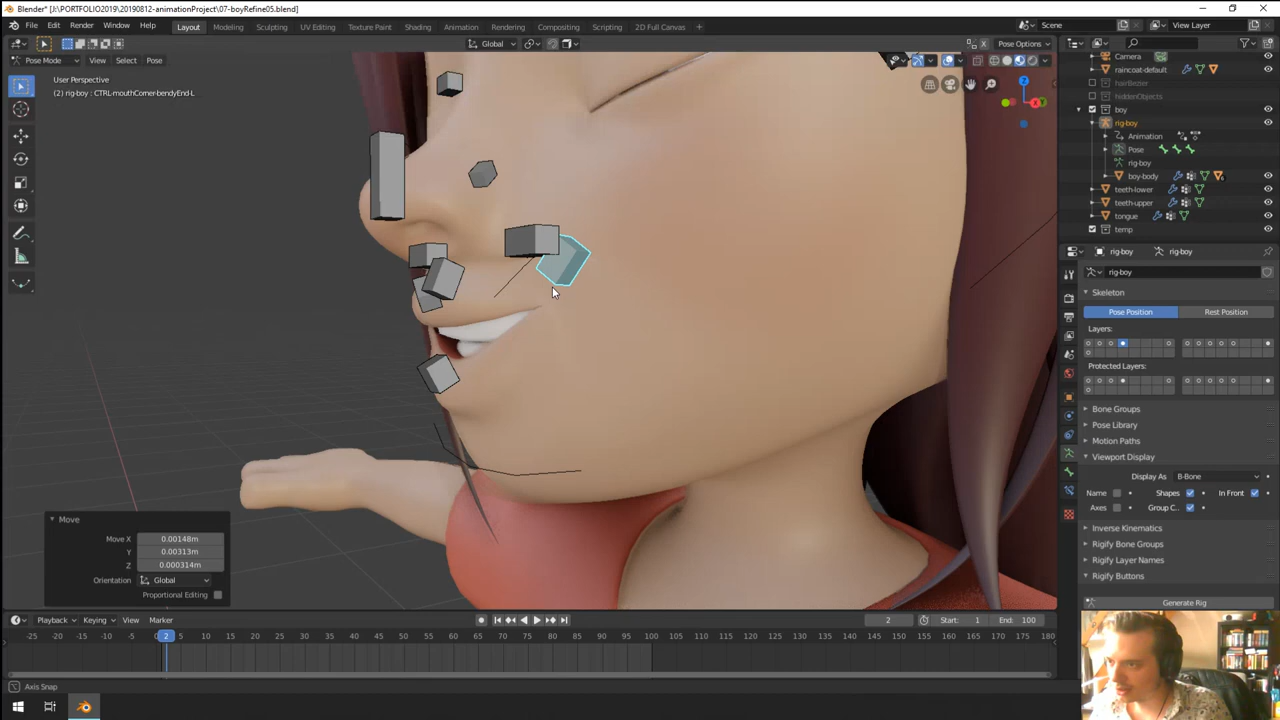 Blender* [J:\PORTFOLIO2019\20190812-animationProject\07-boyRefine05.blend]
File Edit Render Window Help Layout Modeling Sculpting UV Editing Texture Paint Shading Animation Rendering Compositing Scripting 2D Full Canvas Scene View Layer
Global Pose Options
Pose Mode View Select Pose
User Perspective
(2) rig-boy : CTRL-mouthCorner-bendyEnd-L
Camera
raincoat-default
hairBezier
hiddenObjects
boy
rig-boy
Animation
Pose
rig-boy
boy-body
teeth-lower
teeth-upper
tongue
temp
rig-boy rig-boy
rig-boy
Skeleton
Pose Position Rest Position
Layers:
Protected Layers:
Bone Groups
Pose Library
Motion Paths
Viewport Display
Display As B-Bone
Name Shapes In Front
Axes Group C...
Inverse Kinematics
Rigify Bone Groups
Rigify Layer Names
Rigify Buttons
Generate Rig
Move
Move X 0.00148m
Y 0.00313m
Z 0.000314m
Orientation Global
Proportional Editing
Playback Keying View Marker 2 Start: 1 End: 100
-25 -20 -15 -10 -5 2 5 10 15 20 25 30 35 40 45 50 55 60 65 70 75 80 85 90 95 100 105 110 115 120 125 130 135 140 145 150 155 160 165 170 175 180
Axis Snap